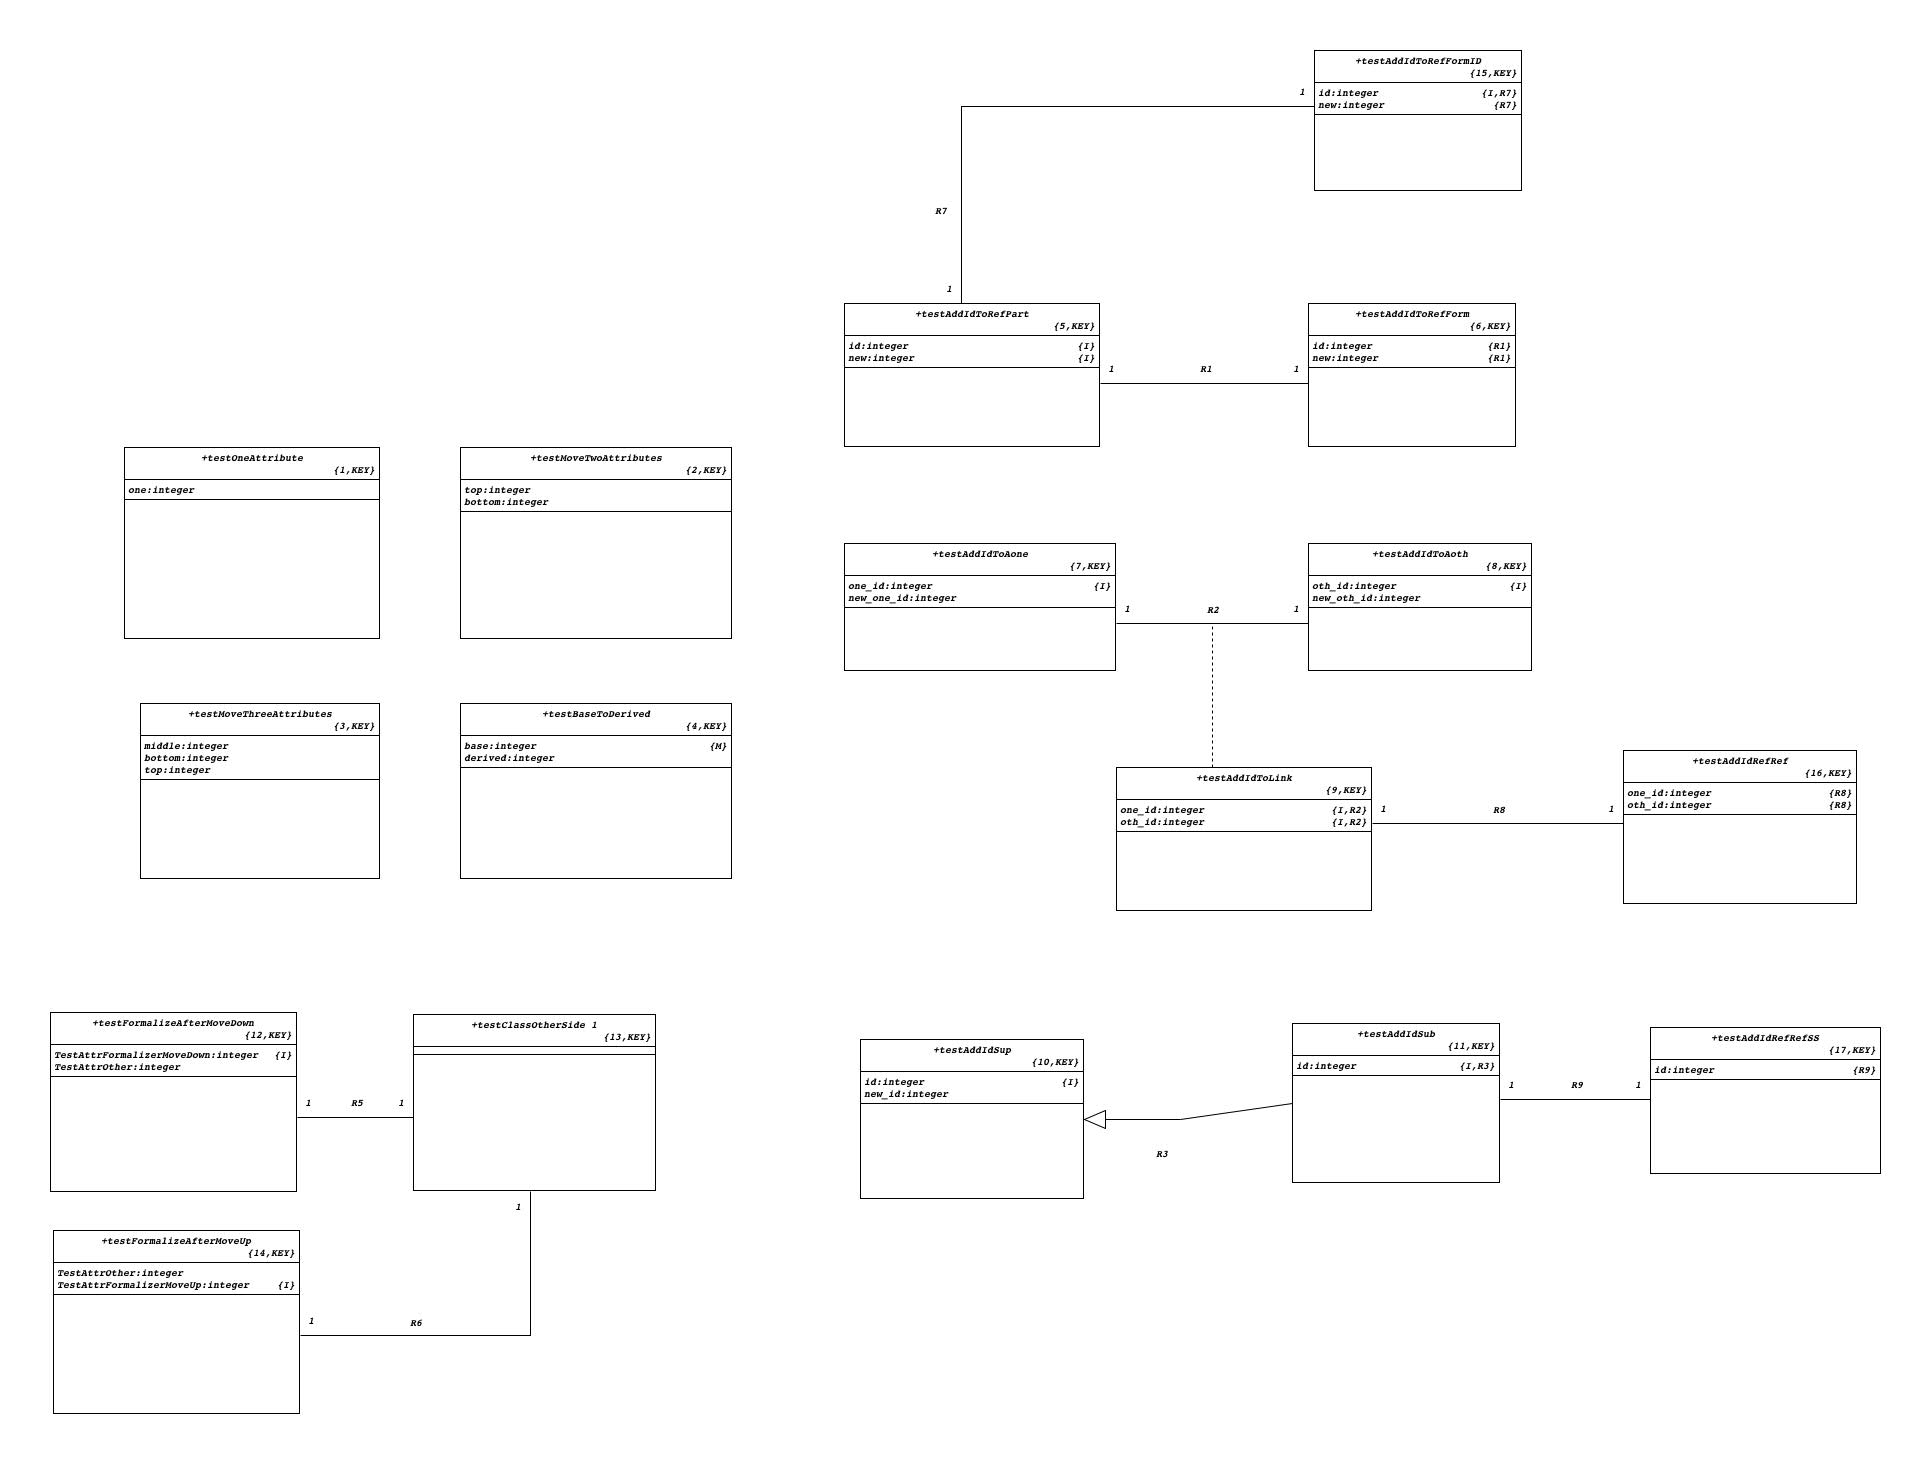 +testAddIdToRefFormID
{15,KEY}
id:integer {I,R7}
new:integer {R7}
1
R7
1
+testAddIdToRefPart
{5,KEY}
id:integer {I}
new:integer {I}
1 R1 1
+testAddIdToRefForm
{6,KEY}
id:integer {R1}
new:integer {R1}
+testOneAttribute
{1,KEY}
one:integer
+testMoveTwoAttributes
{2,KEY}
top:integer
bottom:integer
+testAddIdToAone
{7,KEY}
one_id:integer {I}
new_one_id:integer
1 R2 1
+testAddIdToAoth
{8,KEY}
oth_id:integer {I}
new_oth_id:integer
+testMoveThreeAttributes
{3,KEY}
middle:integer
bottom:integer
top:integer
+testBaseToDerived
{4,KEY}
base:integer {M}
derived:integer
+testAddIdToLink
{9,KEY}
one_id:integer {I,R2}
oth_id:integer {I,R2}
1 R8 1
+testAddIdRefRef
{16,KEY}
one_id:integer {R8}
oth_id:integer {R8}
+testFormalizeAfterMoveDown
{12,KEY}
TestAttrFormalizerMoveDown:integer {I}
TestAttrOther:integer
1 R5 1
+testClassOtherSide 1
{13,KEY}
1
+testFormalizeAfterMoveUp
{14,KEY}
TestAttrOther:integer
TestAttrFormalizerMoveUp:integer {I}
1 R6
+testAddIdSup
{10,KEY}
id:integer {I}
new_id:integer
R3
+testAddIdSub
{11,KEY}
id:integer {I,R3}
1 R9 1
+testAddIdRefRefSS
{17,KEY}
id:integer {R9}